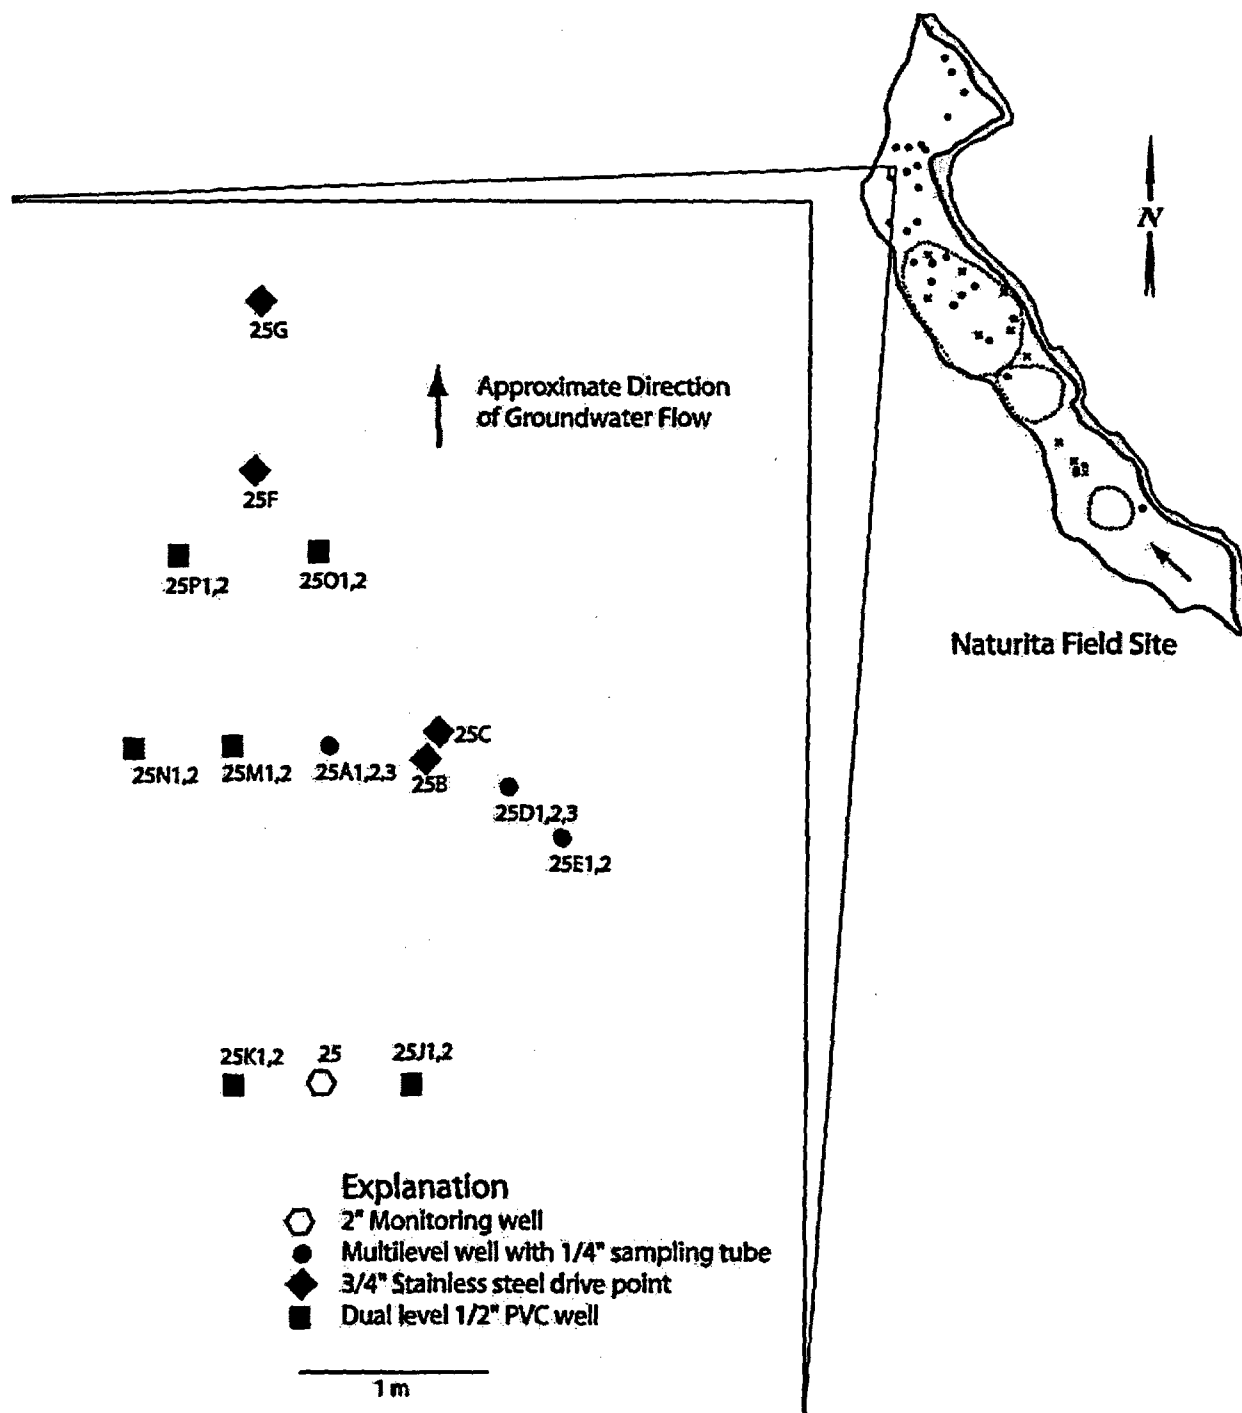 N
25G
Approximate Direction
of Groundwater Flow
25F
25P1,2
25O1,2
Naturita Field Site
25C
25N1,2
25M1,2
25A1,2,3
25B
25D1,2,3
25E1,2
25K1,2
25
25J1,2
Explanation
2" Monitoring well
Multilevel well with 1/4" sampling tube
3/4" Stainless steel drive point
Dual level 1/2" PVC well
1 m